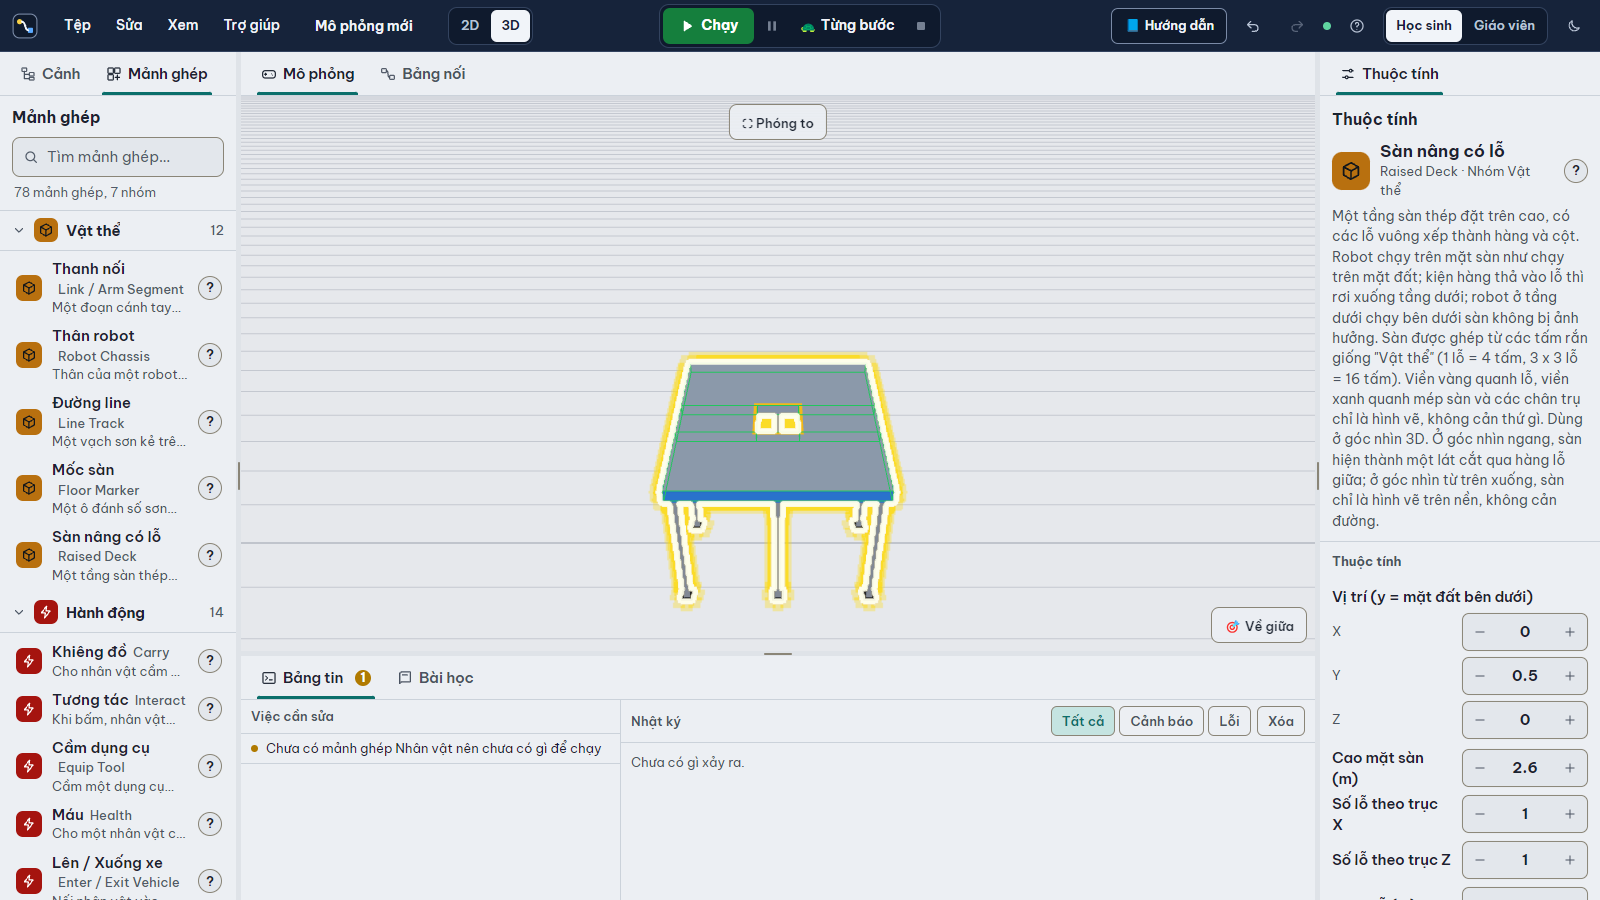 Tệp Sửa Xem Trợ giúp Mô phỏng mới 2D 3D Chạy Từng bước Hướng dẫn Học sinh Giáo viên
Cảnh Mảnh ghép
Mảnh ghép
Tìm mảnh ghép...
78 mảnh ghép, 7 nhóm
Vật thể 12
Thanh nối
Link / Arm Segment
Một đoạn cánh tay...
?
Thân robot
Robot Chassis
Thân của một robot...
?
Đường line
Line Track
Một vạch sơn kẻ trê...
?
Mốc sàn
Floor Marker
Một ô đánh số sơn...
?
Sàn nâng có lỗ
Raised Deck
Một tầng sàn thép...
?
Hành động 14
Khiêng đồ Carry
Cho nhân vật cầm ...
?
Tương tác Interact
Khi bấm, nhân vật...
?
Cầm dụng cụ
Equip Tool
Cầm một dụng cụ...
?
Máu Health
Cho một nhân vật c...
?
Lên / Xuống xe
Enter / Exit Vehicle
?
Mô phỏng Bảng nối
Phóng to
Về giữa
Bảng tin 1 Bài học
Việc cần sửa
Chưa có mảnh ghép Nhân vật nên chưa có gì để chạy
Nhật ký Tất cả Cảnh báo Lỗi Xóa
Chưa có gì xảy ra.
Thuộc tính
Thuộc tính
Sàn nâng có lỗ
Raised Deck · Nhóm Vật
thể
?
Một tầng sàn thép đặt trên cao, có
các lỗ vuông xếp thành hàng và cột.
Robot chạy trên mặt sàn như chạy
trên mặt đất; kiện hàng thả vào lỗ thì
rơi xuống tầng dưới; robot ở tầng
dưới chạy bên dưới sàn không bị ảnh
hưởng. Sàn được ghép từ các tấm rắn
giống "Vật thể" (1 lỗ = 4 tấm, 3 x 3 lỗ
= 16 tấm). Viền vàng quanh lỗ, viền
xanh quanh mép sàn và các chân trụ
chỉ là hình vẽ, không cản thứ gì. Dùng
ở góc nhìn 3D. Ở góc nhìn ngang, sàn
hiện thành một lát cắt qua hàng lỗ
giữa; ở góc nhìn từ trên xuống, sàn
chỉ là hình vẽ trên nền, không cản
đường.
Thuộc tính
Vị trí (y = mặt đất bên dưới)
X − 0 +
Y − 0.5 +
Z − 0 +
Cao mặt sàn
(m)
− 2.6 +
Số lỗ theo trục
X
− 1 +
Số lỗ theo trục Z − 1 +